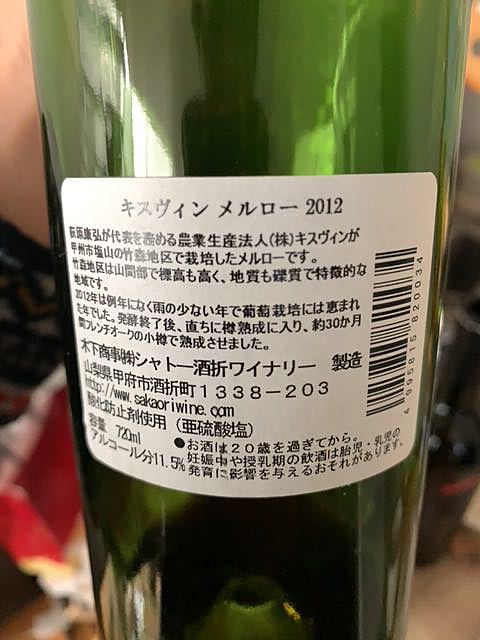 キスヴィン メルロー 2012
荻原康弘が代表を務める農業生産法人(株)キスヴィンが
甲州市塩山の竹森地区で栽培したメルローです。
竹森地区は山間部で標高も高く、地質も礫質で特徴的な
地域です。
2012年は例年になく雨の少ない年で葡萄栽培には恵まれ
た年でした。発酵終了後、直ちに樽熟成に入り、約30か月
間フレンチオークの小樽で熟成させました。
木下商事㈱シャトー酒折ワイナリー 製造
山梨県甲府市酒折町1338-203
http://www.sakaoriwine.com
酸化防止剤使用(亜硫酸塩)
容量 720ml
アルコール分11.5%
●お酒は20歳を過ぎてから。
妊娠中や授乳期の飲酒は胎児・乳児の
発育に影響を与えるおそれがあります。
4 995815 820034